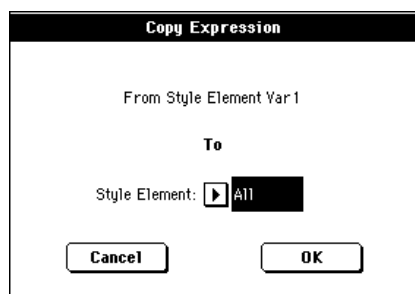 Copy Expression
From Style Element Var1
To
Style Element: All
Cancel OK